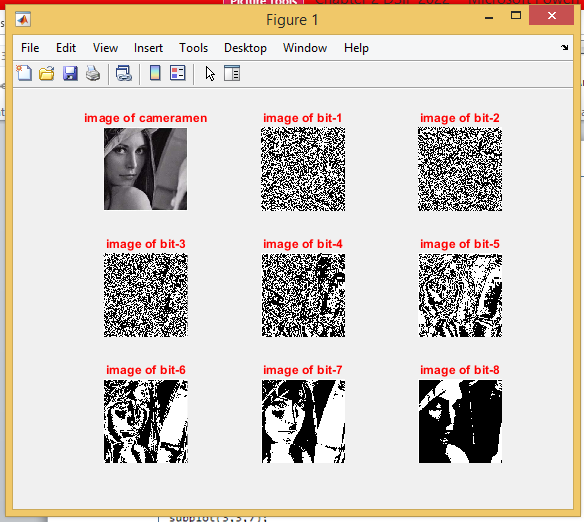 Figure 1
File Edit View Insert Tools Desktop Window Help
image of cameramen image of bit-1 image of bit-2
image of bit-3 image of bit-4 image of bit-5
image of bit-6 image of bit-7 image of bit-8
subplot(3,3,7);